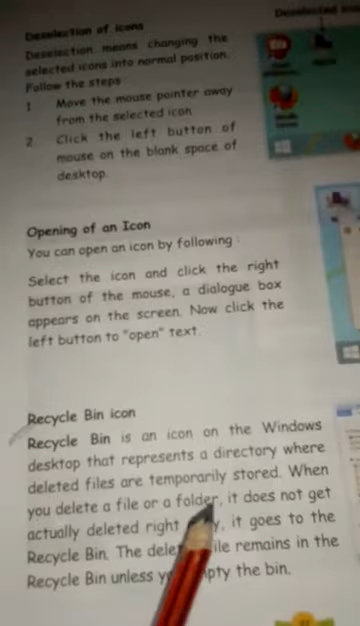 Deselection of icons
Deselection means changing the
selected icons into normal position.
Follow the steps
1 Move the mouse pointer away
from the selected icon
2. Click the left button of
mouse on the blank space of
desktop.
Opening of an Icon
You can open an icon by following :
Select the icon and click the right
button of the mouse, a dialogue box
appears on the screen. Now click the
left button to "open" text.
Recycle Bin icon
Recycle Bin is an icon on the Windows
desktop that represents a directory where
deleted files are temporarily stored. When
you delete a file or a folder, it does not get
actually deleted right it goes to the
Recycle Bin. The file remains in the
Recycle Bin unless the bin.
Deselected